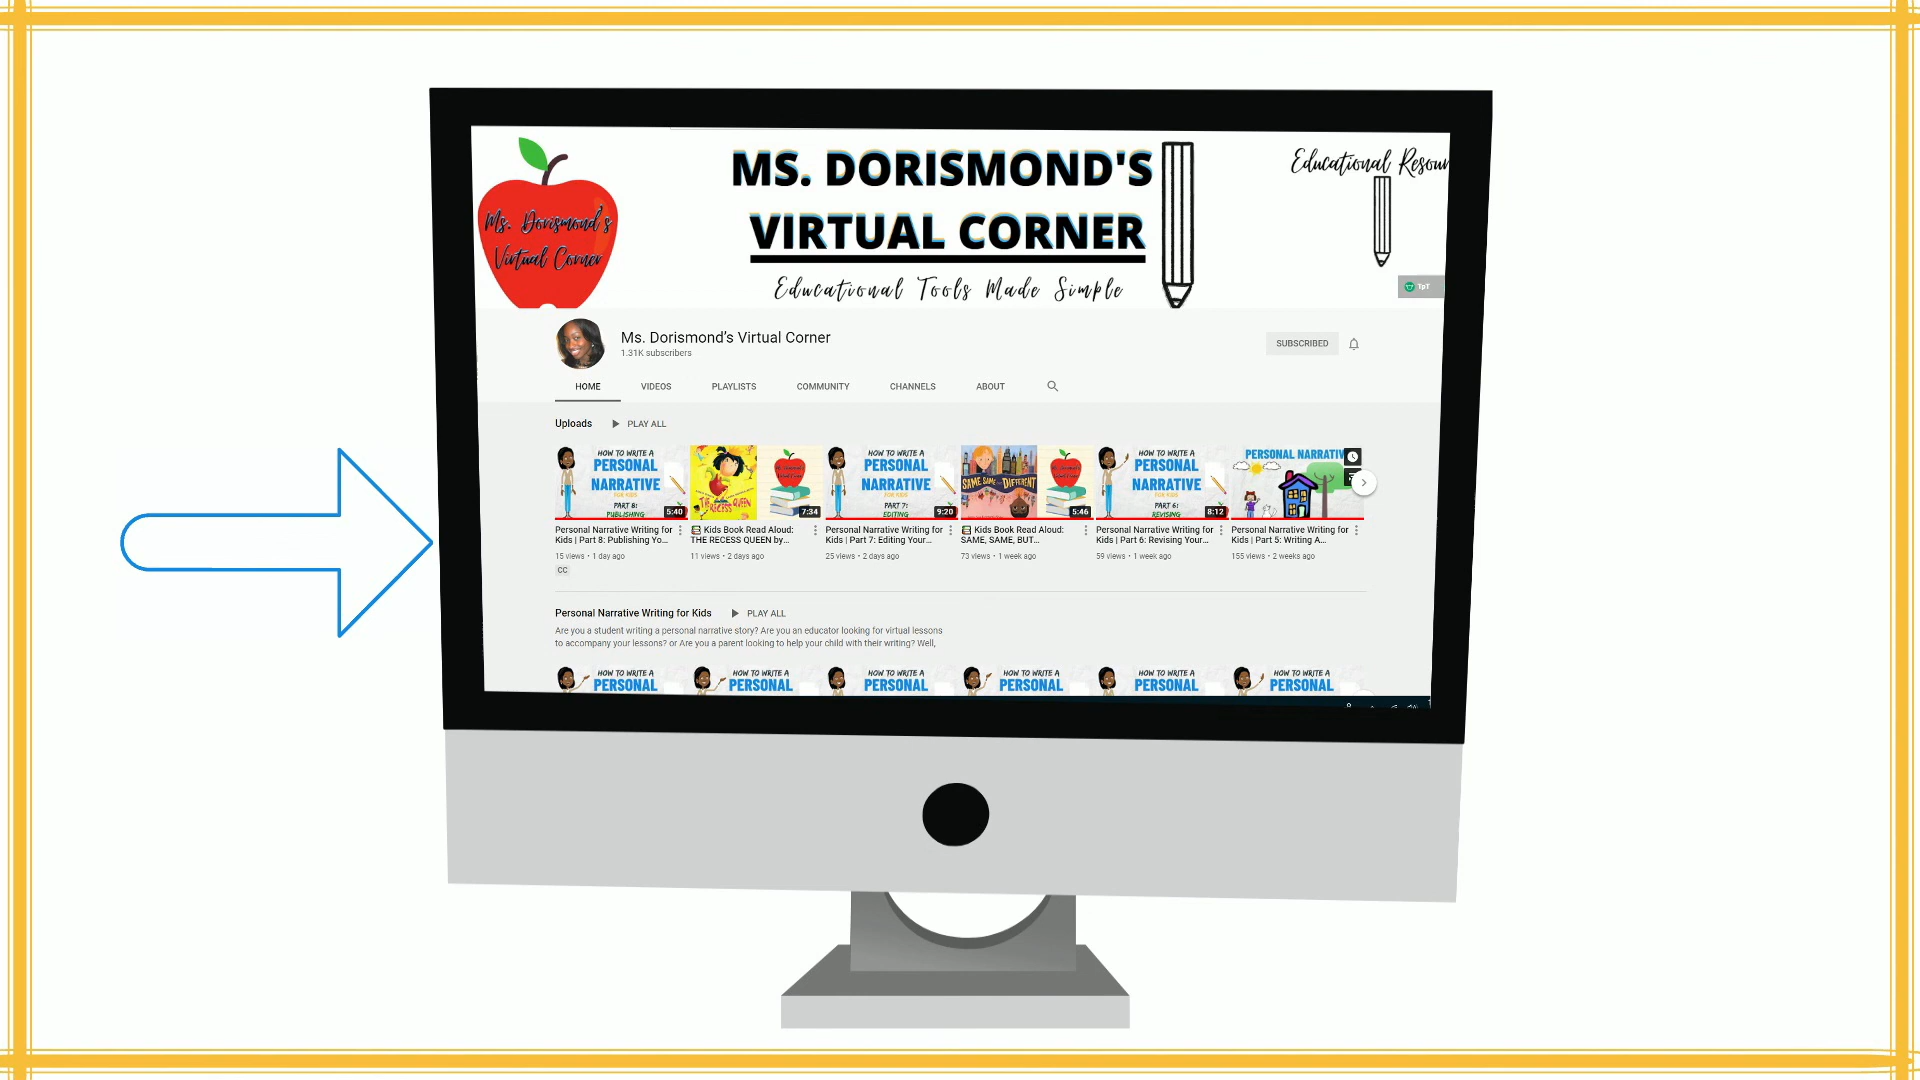 Ms. Dorismond's
Virtual Corner
MS. DORISMOND'S
VIRTUAL CORNER
Educational Tools Made Simple
Educational Resour
TpT
Ms. Dorismond's Virtual Corner
1.31K subscribers
SUBSCRIBED
HOME VIDEOS PLAYLISTS COMMUNITY CHANNELS ABOUT
Uploads PLAY ALL
HOW TO WRITE A
PERSONAL
NARRATIVE
FOR KIDS
PART 8:
PUBLISHING
5:40
THE RECESS QUEEN
7:34
HOW TO WRITE A
PERSONAL
NARRATIVE
FOR KIDS
PART 7:
EDITING
9:20
SAME, SAME BUT DIFFERENT
5:46
HOW TO WRITE A
PERSONAL
NARRATIVE
FOR KIDS
PART 6:
REVISING
8:12
PERSONAL NARRATIV
Personal Narrative Writing for
Kids | Part 8: Publishing Yo...
15 views • 1 day ago
CC
Kids Book Read Aloud:
THE RECESS QUEEN by...
11 views • 2 days ago
Personal Narrative Writing for
Kids | Part 7: Editing Your...
25 views • 2 days ago
Kids Book Read Aloud:
SAME, SAME, BUT...
73 views • 1 week ago
Personal Narrative Writing for
Kids | Part 6: Revising Your...
59 views • 1 week ago
Personal Narrative Writing for
Kids | Part 5: Writing A...
155 views • 2 weeks ago
Personal Narrative Writing for Kids PLAY ALL
Are you a student writing a personal narrative story? Are you an educator looking for virtual lessons
to accompany your lessons? or Are you a parent looking to help your child with their writing? Well,
HOW TO WRITE A
PERSONAL
HOW TO WRITE A
PERSONAL
HOW TO WRITE A
PERSONAL
HOW TO WRITE A
PERSONAL
HOW TO WRITE A
PERSONAL
HOW TO WRITE A
PERSONAL